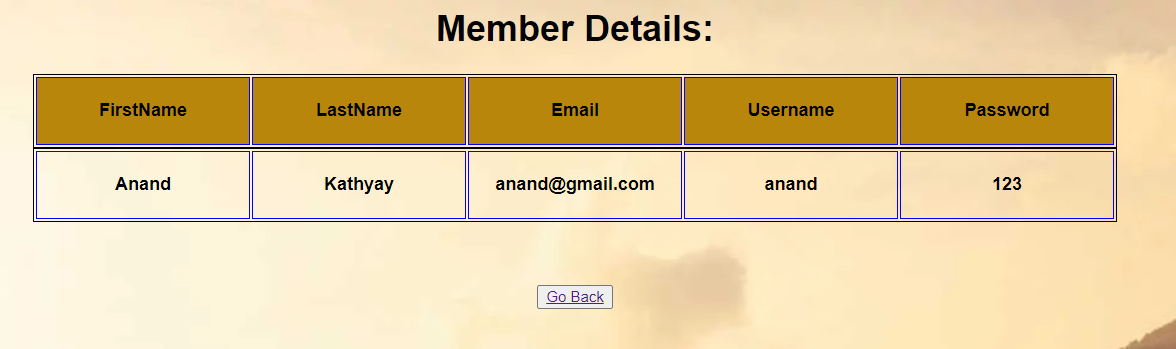 Member Details:
FirstName LastName Email Username Password
Anand Kathyay anand@gmail.com anand 123
Go Back